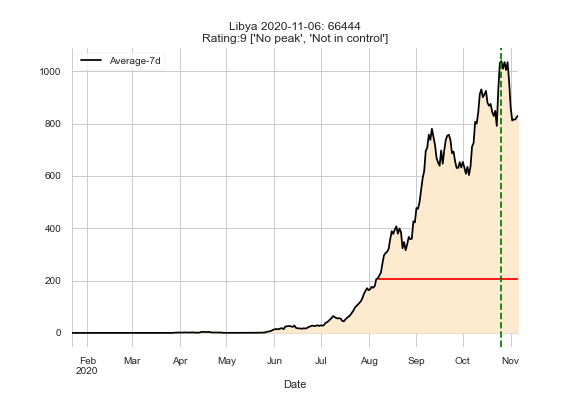 Libya 2020-11-06: 66444
Rating:9 ['No peak', 'Not in control']
Average-7d
1000
800
600
400
200
0
Feb Mar Apr May Jun Jul Aug Sep Oct Nov
2020
Date